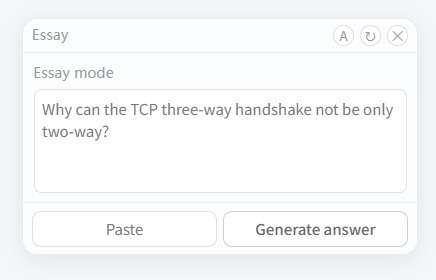 Essay
A
Essay mode
Why can the TCP three-way handshake not be only
two-way?
Paste
Generate answer